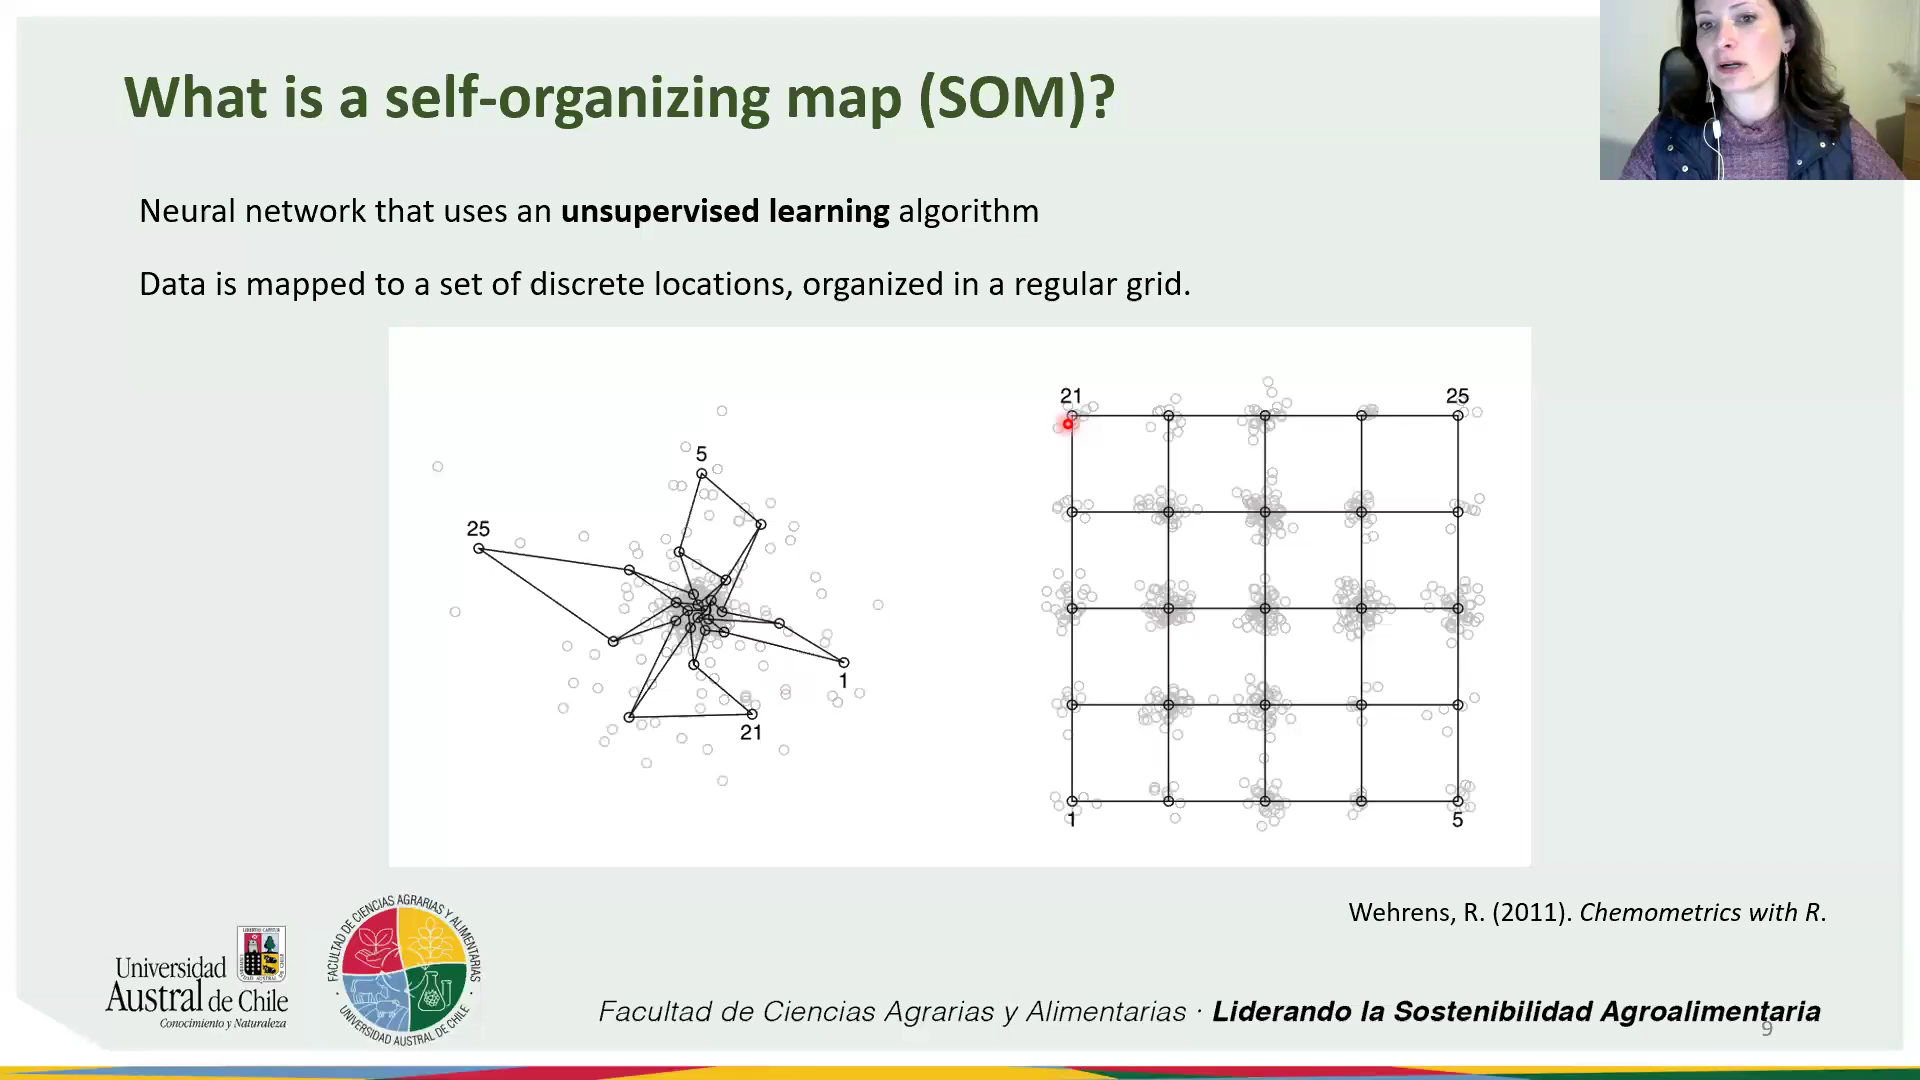 What is a self-organizing map (SOM)?
Neural network that uses an unsupervised learning algorithm
Data is mapped to a set of discrete locations, organized in a regular grid.
5
25
1
21
21
25
1
5
Wehrens, R. (2011). Chemometrics with R.
Universidad
Austral de Chile
Conocimiento y Naturaleza
FACULTAD DE CIENCIAS AGRARIAS Y ALIMENTARIAS
· UNIVERSIDAD AUSTRAL DE CHILE ·
Facultad de Ciencias Agrarias y Alimentarias · Liderando la Sostenibilidad Agroalimentaria
9